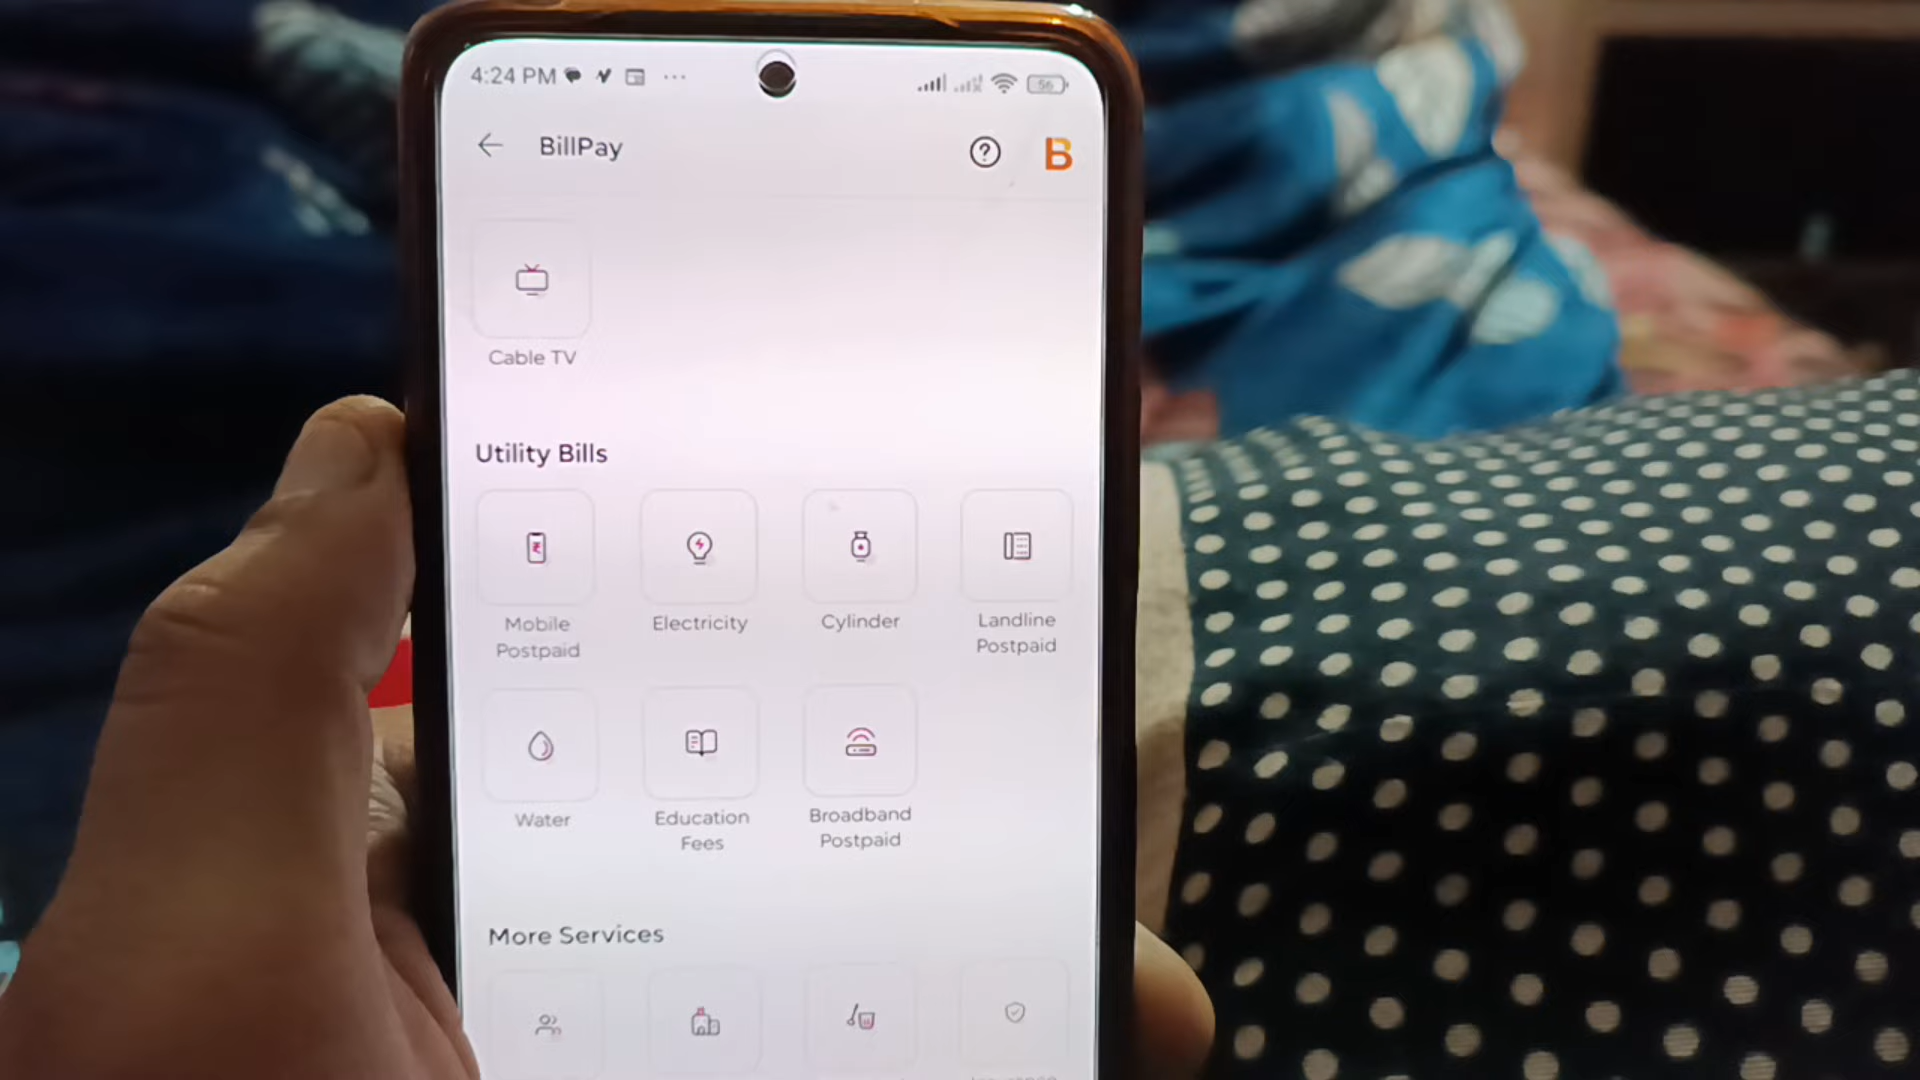 4:24 PM
56
BillPay
B
Cable TV
Utility Bills
Mobile
Postpaid
Electricity
Cylinder
Landline
Postpaid
Water
Education
Fees
Broadband
Postpaid
More Services